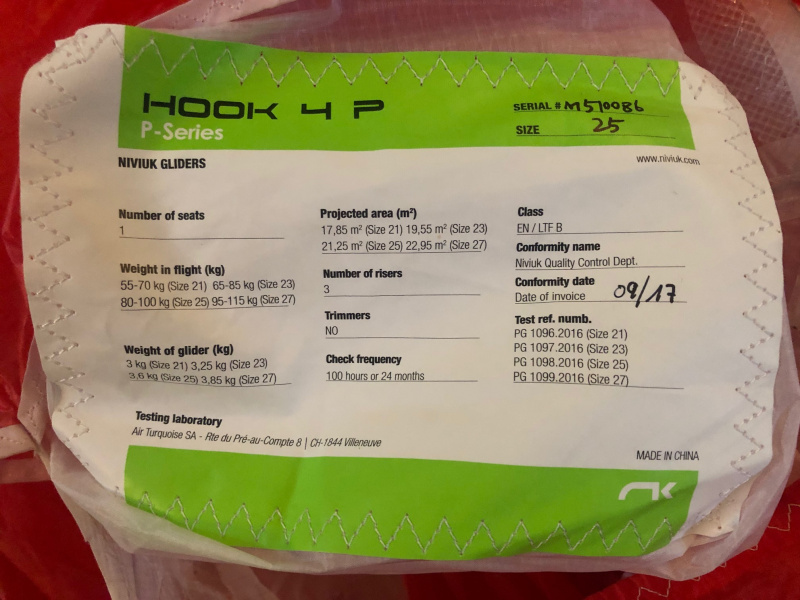 HOOK 4 P
P-Series
SERIAL # M570086
SIZE 25
NIVIUK GLIDERS
www.niviuk.com
Number of seats
1
Weight in flight (kg)
55-70 kg (Size 21) 65-85 kg (Size 23)
80-100 kg (Size 25) 95-115 kg (Size 27)
Weight of glider (kg)
3 kg (Size 21) 3,25 kg (Size 23)
3,6 kg (Size 25) 3,85 kg (Size 27)
Projected area (m²)
17,85 m² (Size 21) 19,55 m² (Size 23)
21,25 m² (Size 25) 22,95 m² (Size 27)
Number of risers
3
Trimmers
NO
Check frequency
100 hours or 24 months
Class
EN / LTF B
Conformity name
Niviuk Quality Control Dept.
Conformity date
Date of invoice 09/17
Test ref. numb.
PG 1096.2016 (Size 21)
PG 1097.2016 (Size 23)
PG 1098.2016 (Size 25)
PG 1099.2016 (Size 27)
Testing laboratory
Air Turquoise SA - Rte du Pré-au-Compte 8 | CH-1844 Villeneuve
MADE IN CHINA